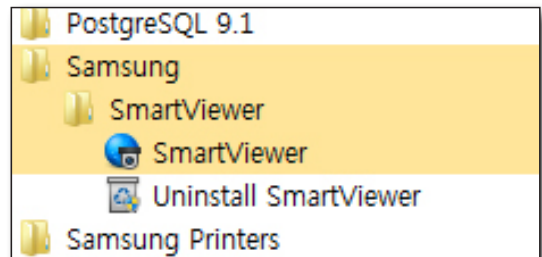 PostgreSQL 9.1
Samsung
SmartViewer
SmartViewer
Uninstall SmartViewer
Samsung Printers